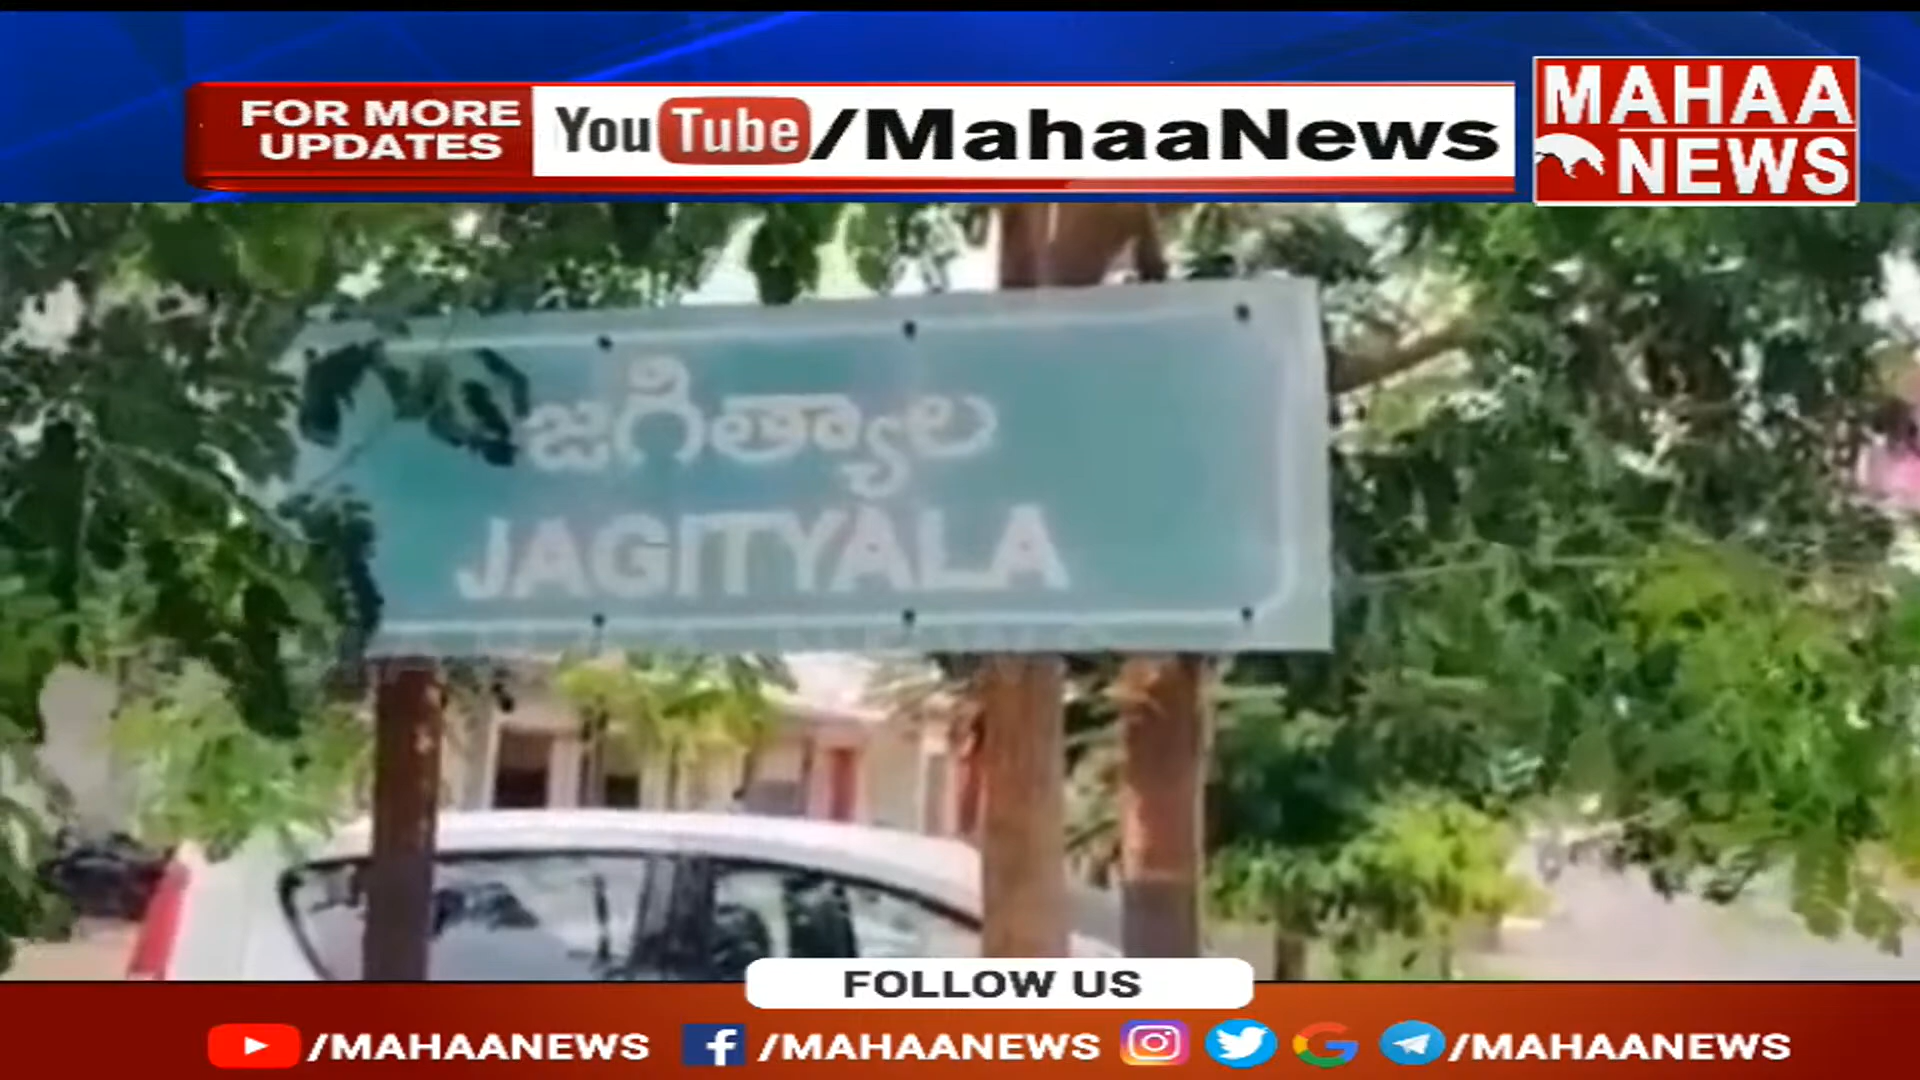 FOR MORE
UPDATES
YouTube/MahaaNews
MAHAA
NEWS
జగిత్యాల
JAGITYALA
FOLLOW US
/MAHAANEWS
/MAHAANEWS
/MAHAANEWS